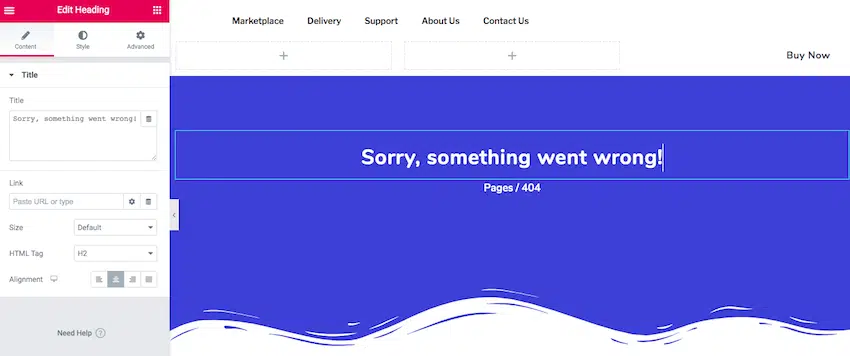 Edit Heading
Content Style Advanced
Title
Title
Sorry, something went wrong!
Link
Paste URL or type
Size Default
HTML Tag H2
Alignment
Need Help ?
Marketplace Delivery Support About Us Contact Us
Buy Now
Sorry, something went wrong!
Pages / 404